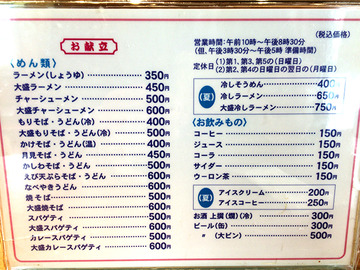 お献立
〈めん類〉
ラーメン(しょうゆ) 350円
大盛ラーメン 450円
チャーシューメン 500円
大盛チャーシューメン 600円
もりそば・うどん(冷) 400円
大盛もりそば・うどん(冷) 500円
かけそば・うどん(温) 400円
月見そば・うどん 450円
かしわそば・うどん 500円
えび天ぷらそば・うどん 600円
なべやきうどん 600円
焼そば 500円
大盛焼そば 600円
スパゲティ 500円
大盛スパゲティ 600円
カレースパゲティ 500円
大盛カレースパゲティ 600円
(税込価格)
営業時間:午前10時〜午後8時30分
(但、午後3時30分〜午後5時 準備時間)
定休日 (1)第1、第3、第5の(日曜日)
(2)第2、第4の日曜日の翌日の(月曜日)
夏
冷しそうめん 400
冷しラーメン 650円
大盛冷しラーメン 750円
〈お飲みもの〉
コーヒー 150円
ジュース 150円
コーラ 150円
サイダー 150円
ウーロン茶 150円
夏
アイスクリーム 200円
アイスコーヒー 250円
お酒 上撰(燗)(冷) 300円
ビール(缶) 300円
〃 (大ビン) 500円